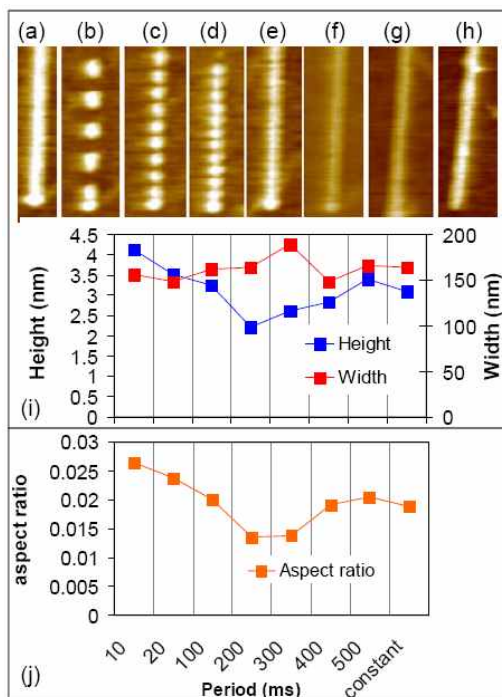 (a) (b) (c) (d) (e) (f) (g) (h)
4.5
4
3.5
3
2.5
2
1.5
1
0.5
0
Height (nm)
200
150
100
50
0
Width (nm)
Height
Width
(i)
0.03
0.025
0.02
0.015
0.01
0.005
0
aspect ratio
Aspect ratio
10 20 100 200 300 400 500 constant
Period (ms)
(j)